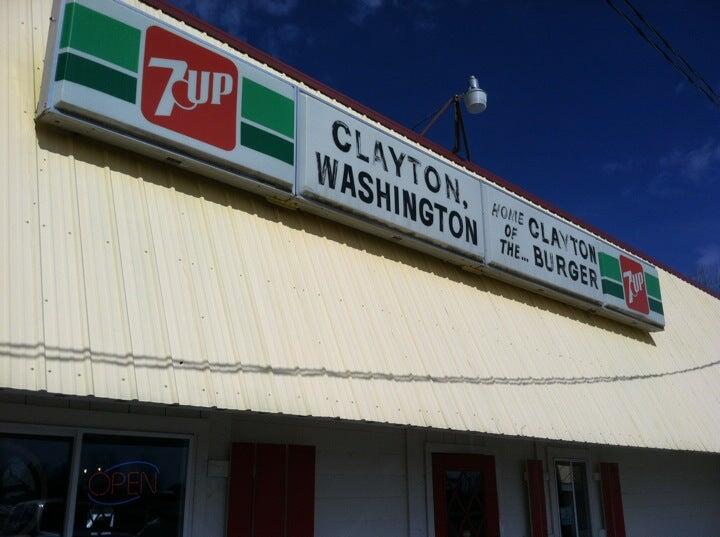 7UP
CLAYTON,
WASHINGTON
HOME
OF
THE...
CLAYTON
BURGER
7UP
OPEN